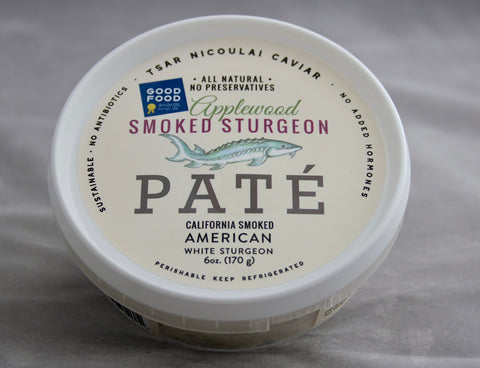 · TSAR NICOULAI CAVIAR ·
SUSTAINABLE · NO ANTIBIOTICS
· NO ADDED HORMONES
· ALL NATURAL ·
NO PRESERVATIVES
GOOD
FOOD
awards
Applewood
SMOKED STURGEON
PATÉ
CALIFORNIA SMOKED
AMERICAN
WHITE STURGEON
6oz. (170 g)
PERISHABLE KEEP REFRIGERATED